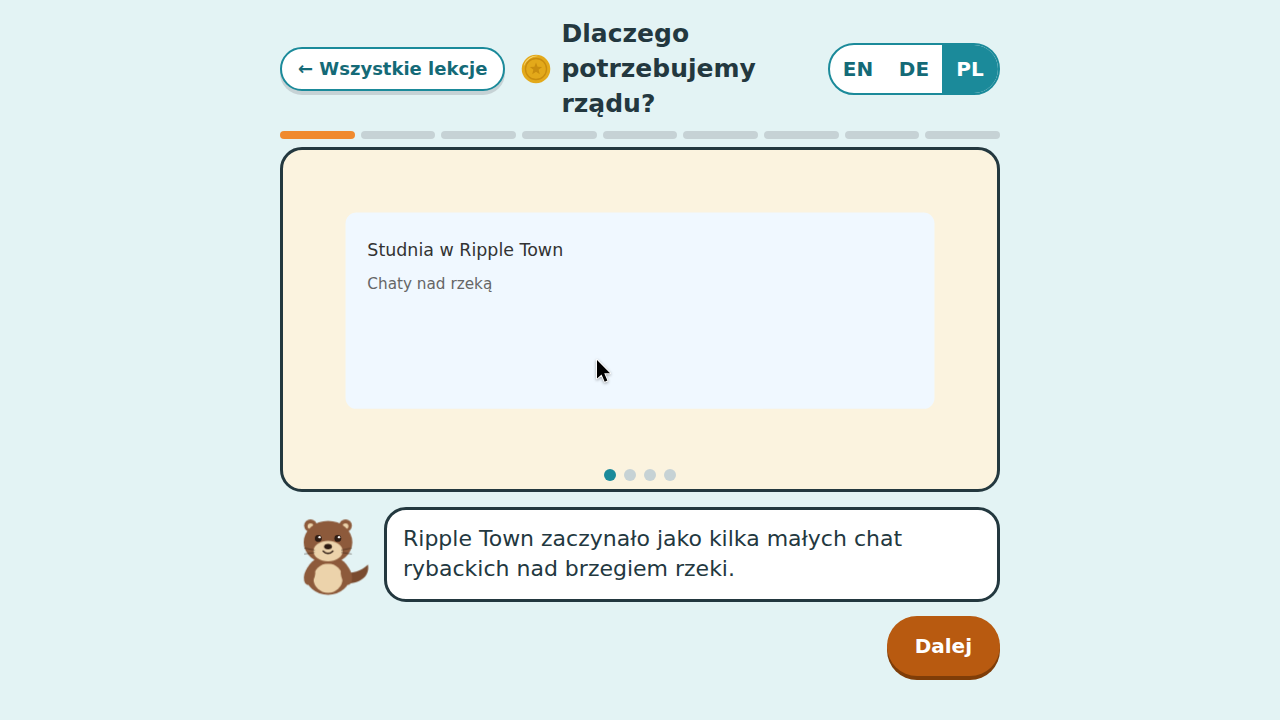 ← Wszystkie lekcje
Dlaczego
potrzebujemy
rządu?
EN DE PL
Studnia w Ripple Town
Chaty nad rzeką
Ripple Town zaczynało jako kilka małych chat
rybackich nad brzegiem rzeki.
Dalej